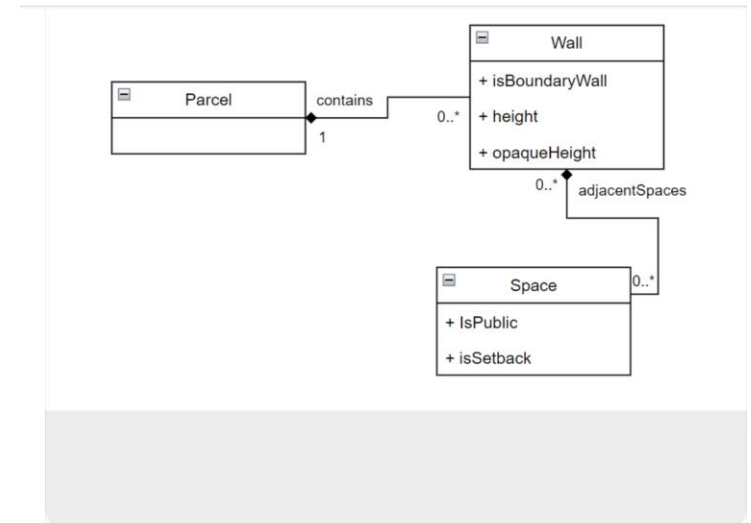 Wall
+ isBoundaryWall
+ height
+ opaqueHeight
Parcel
contains
1
0..*
0..*
adjacentSpaces
0..*
Space
+ IsPublic
+ isSetback